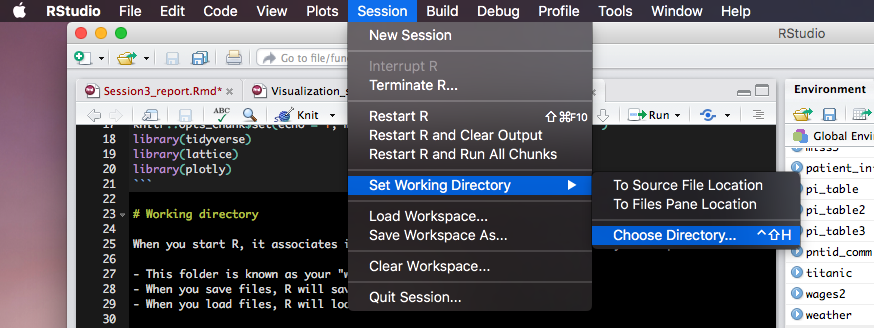 RStudio File Edit Code View Plots Session Build Debug Profile Tools Window Help
RStudio
Go to file/fun
Session3_report.Rmd*
Visualization_s
ABC
Knit
Run
18 library(tidyverse)
19 library(lattice)
20 library(plotly)
21 ```
22
23 # Working directory
24
25 When you start R, it associates i
26
27 - This folder is known as your "w
28 - When you save files, R will sav
29 - When you load files, R will loc
30
New Session
Interrupt R
Terminate R...
Restart R ⇧⌘F10
Restart R and Clear Output
Restart R and Run All Chunks
Set Working Directory
Load Workspace...
Save Workspace As...
Clear Workspace...
Quit Session...
To Source File Location
To Files Pane Location
Choose Directory... ^⇧H
Environment
Global Enviro
patient_inf
pi_table
pi_table2
pi_table3
pntid_comm
titanic
wages2
weather